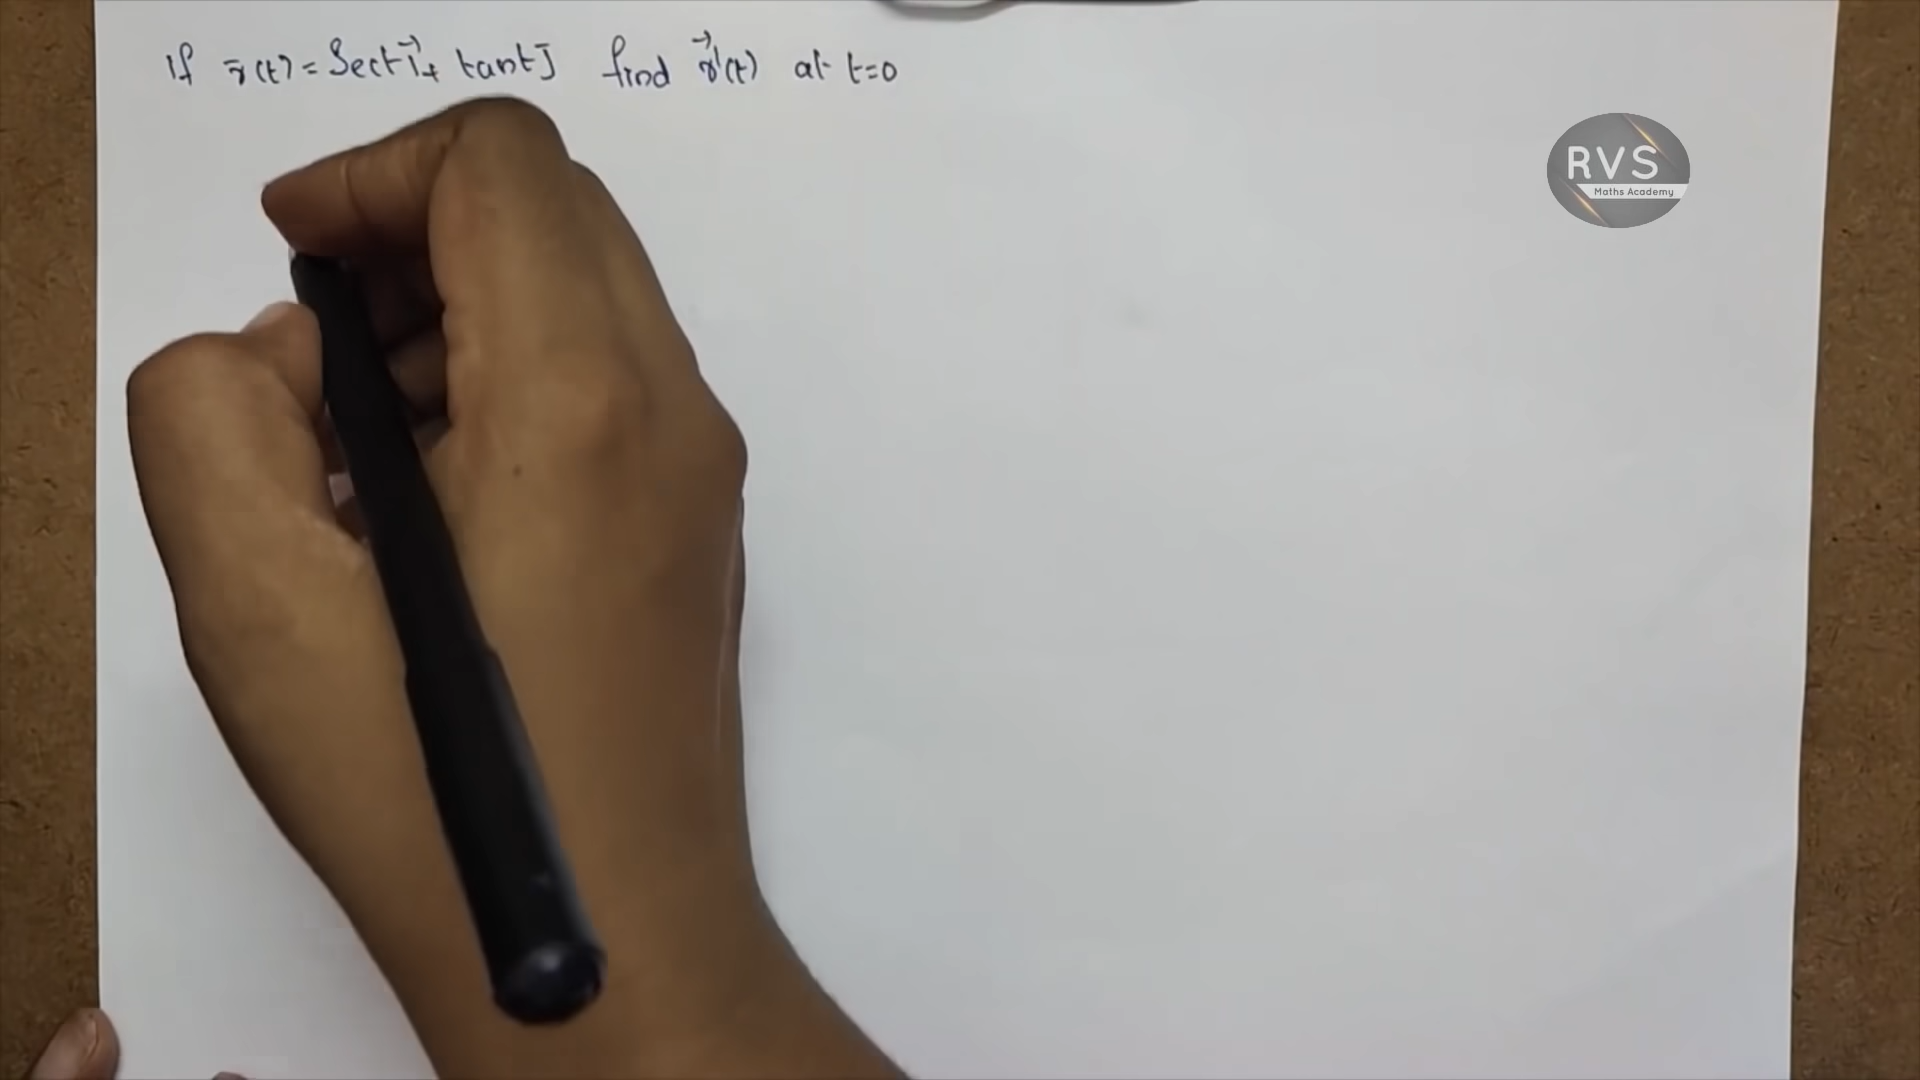 If r̄(t) = Sect i⃗ + tant j find r⃗'(t) at t=0
RVS
Maths Academy